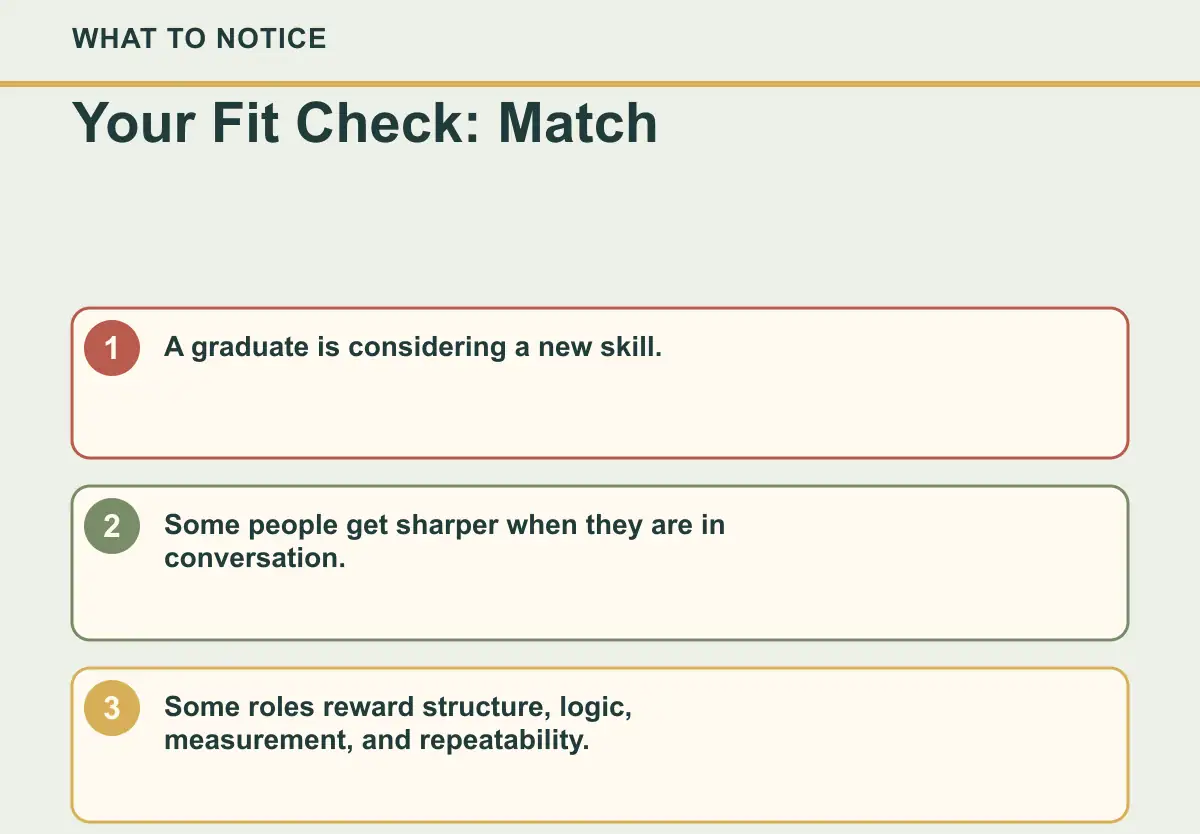 WHAT TO NOTICE
Your Fit Check: Match
1
A graduate is considering a new skill.
2
Some people get sharper when they are in
conversation.
3
Some roles reward structure, logic,
measurement, and repeatability.